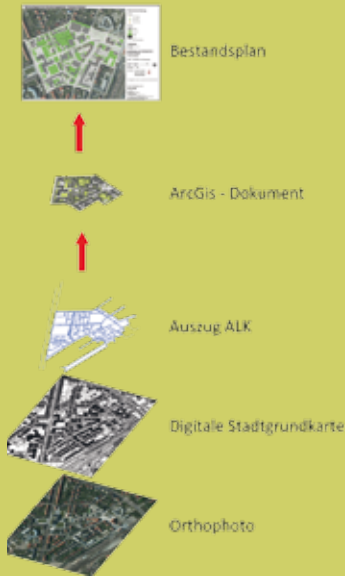 Bestandsplan
ArcGis - Dokument
Auszug ALK
Digitale Stadtgrundkarte
Orthophoto